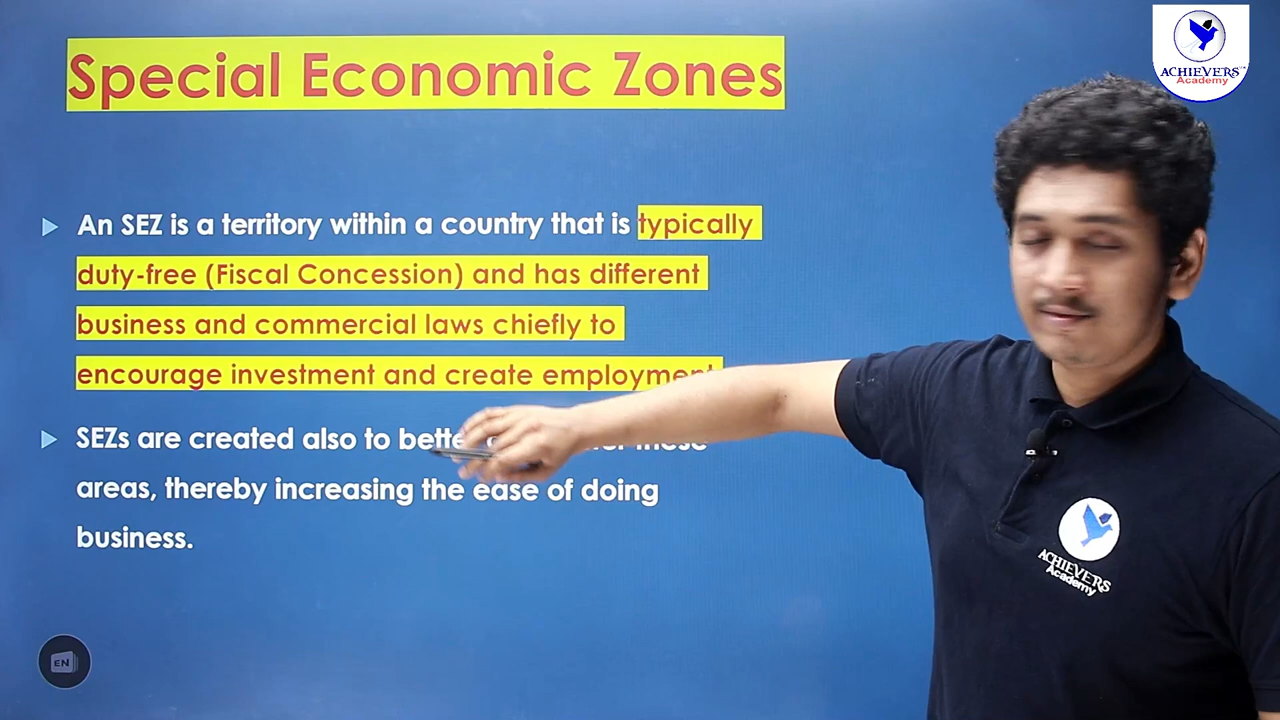 Special Economic Zones
An SEZ is a territory within a country that is typically
duty-free (Fiscal Concession) and has different
business and commercial laws chiefly to
encourage investment and create employment
SEZs are created also to these
areas, thereby increasing the ease of doing
business.
EN
ACHIEVERS
Academy
ACHIEVERS
Academy